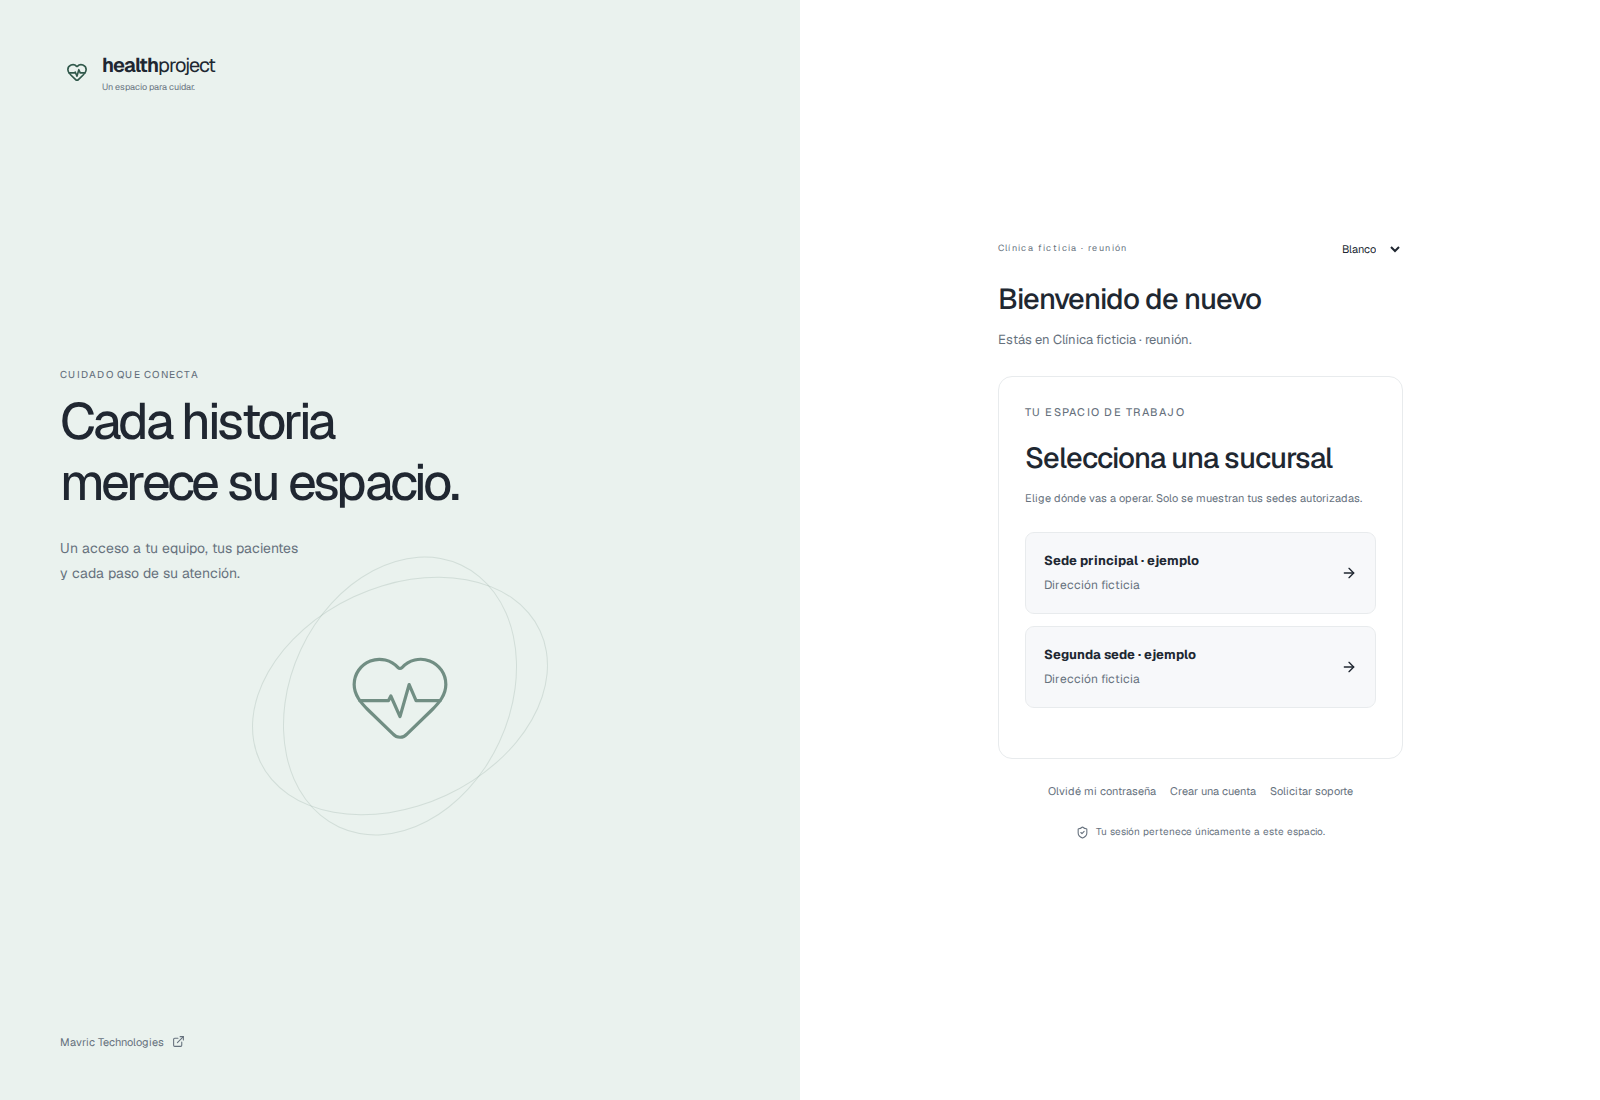 healthproject
Un espacio para cuidar.
CUIDADO QUE CONECTA
Cada historia
merece su espacio.
Un acceso a tu equipo, tus pacientes
y cada paso de su atención.
Mavric Technologies
Clínica ficticia · reunión
Blanco
Bienvenido de nuevo
Estás en Clínica ficticia · reunión.
TU ESPACIO DE TRABAJO
Selecciona una sucursal
Elige dónde vas a operar. Solo se muestran tus sedes autorizadas.
Sede principal · ejemplo
Dirección ficticia
Segunda sede · ejemplo
Dirección ficticia
Olvidé mi contraseña Crear una cuenta Solicitar soporte
Tu sesión pertenece únicamente a este espacio.